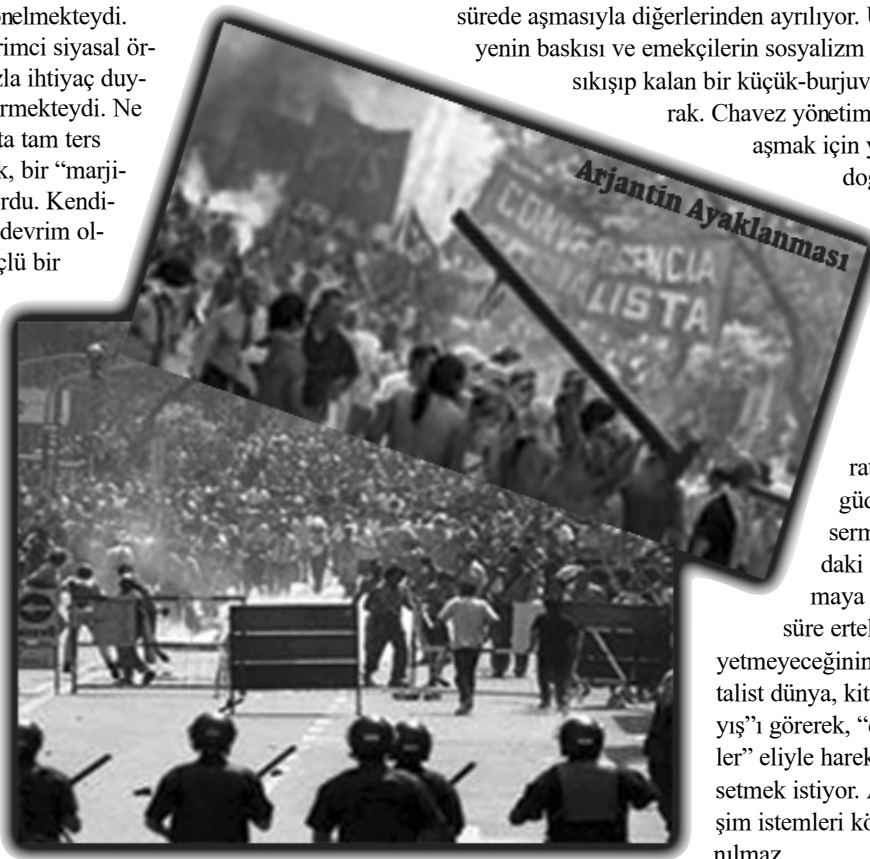 nelmekteydi.
rimci siyasal ör-
zla ihtiyaç duy-
rmekteydi. Ne
ta tam ters
k, bir “marji-
rdu. Kendi-
devrim ol-
çlü bir
sürede aşmasıyla diğerlerinden ayrılıyor.
yenin baskısı ve emekçilerin sosyalizm
sıkışıp kalan bir küçük-burjuv
rak. Chavez yönetim
aşmak için
Arjantin Ayaklanması
LISTA
güc
serm
daki
maya
süre ertel
yetmeyeceğinin
talist dünya, kit
yış”ı görerek, “
ler” eliyle harek
setmek istiyor.
şim istemleri kö
nılmaz